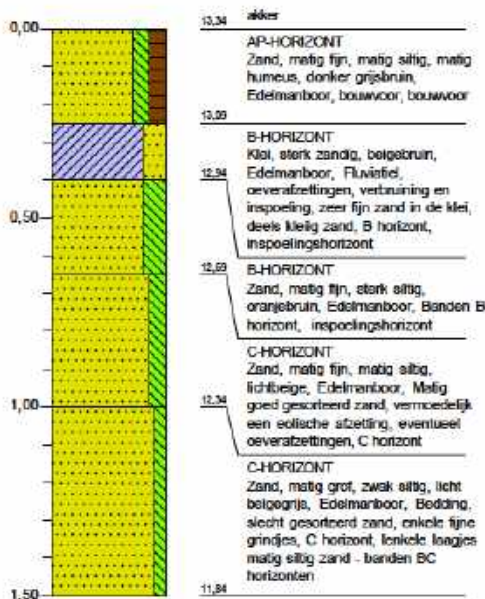 0,00
13,34
akker
AP-HORIZONT
Zand, matig fijn, matig siltig, matig
humeus, donker grijsbruin,
Edelmanboor, bouwvoor, bouwvoor
13,09
B-HORIZONT
Klei, sterk zandig, beigebruin,
Edelmanboor, Fluviatiel,
oeverafzettingen, verbruining en
inspoeling, zeer fijn zand in de klei,
deels kleiig zand, B horizont,
inspoelingshorizont
12,94
0,50
B-HORIZONT
Zand, matig fijn, sterk siltig,
oranjebruin, Edelmanboor, Banden B
horizont, inspoelingshorizont
12,69
C-HORIZONT
Zand, matig fijn, matig siltig,
lichtbeige, Edelmanboor, Matig
goed gesorteerd zand, vermoedelijk
een eolische afzetting, eventueel
oeverafzettingen, C horizont
1,00
12,34
C-HORIZONT
Zand, matig grof, zwak siltig, licht
beigegrijs, Edelmanboor, Bedding,
slecht gesorteerd zand, enkele fijne
grindjes, C horizont, enkele laagjes
matig siltig zand - banden BC
horizonten
1,50
11,84